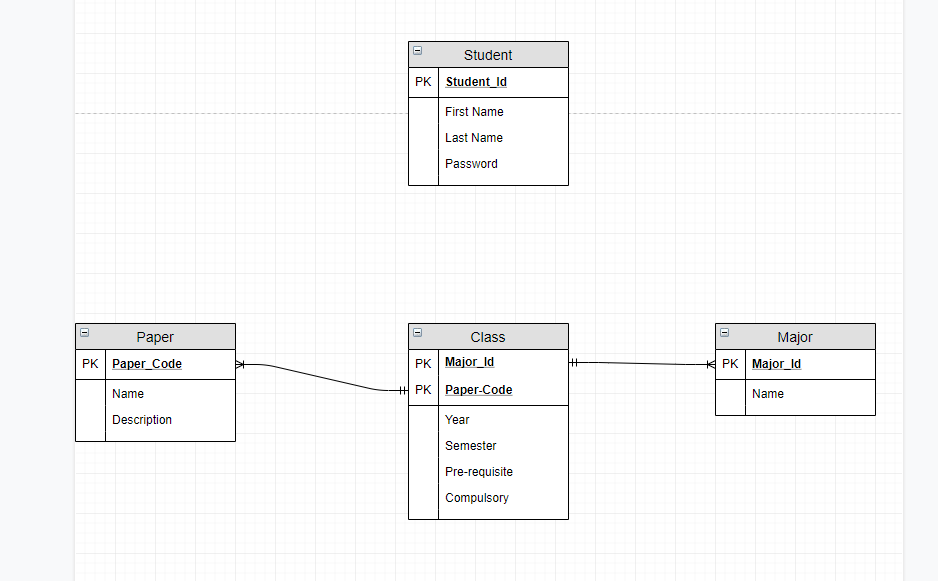 Student
PK Student_Id
First Name
Last Name
Password
Paper
PK Paper_Code
Name
Description
Class
PK Major_Id
PK Paper-Code
Year
Semester
Pre-requisite
Compulsory
Major
PK Major_Id
Name